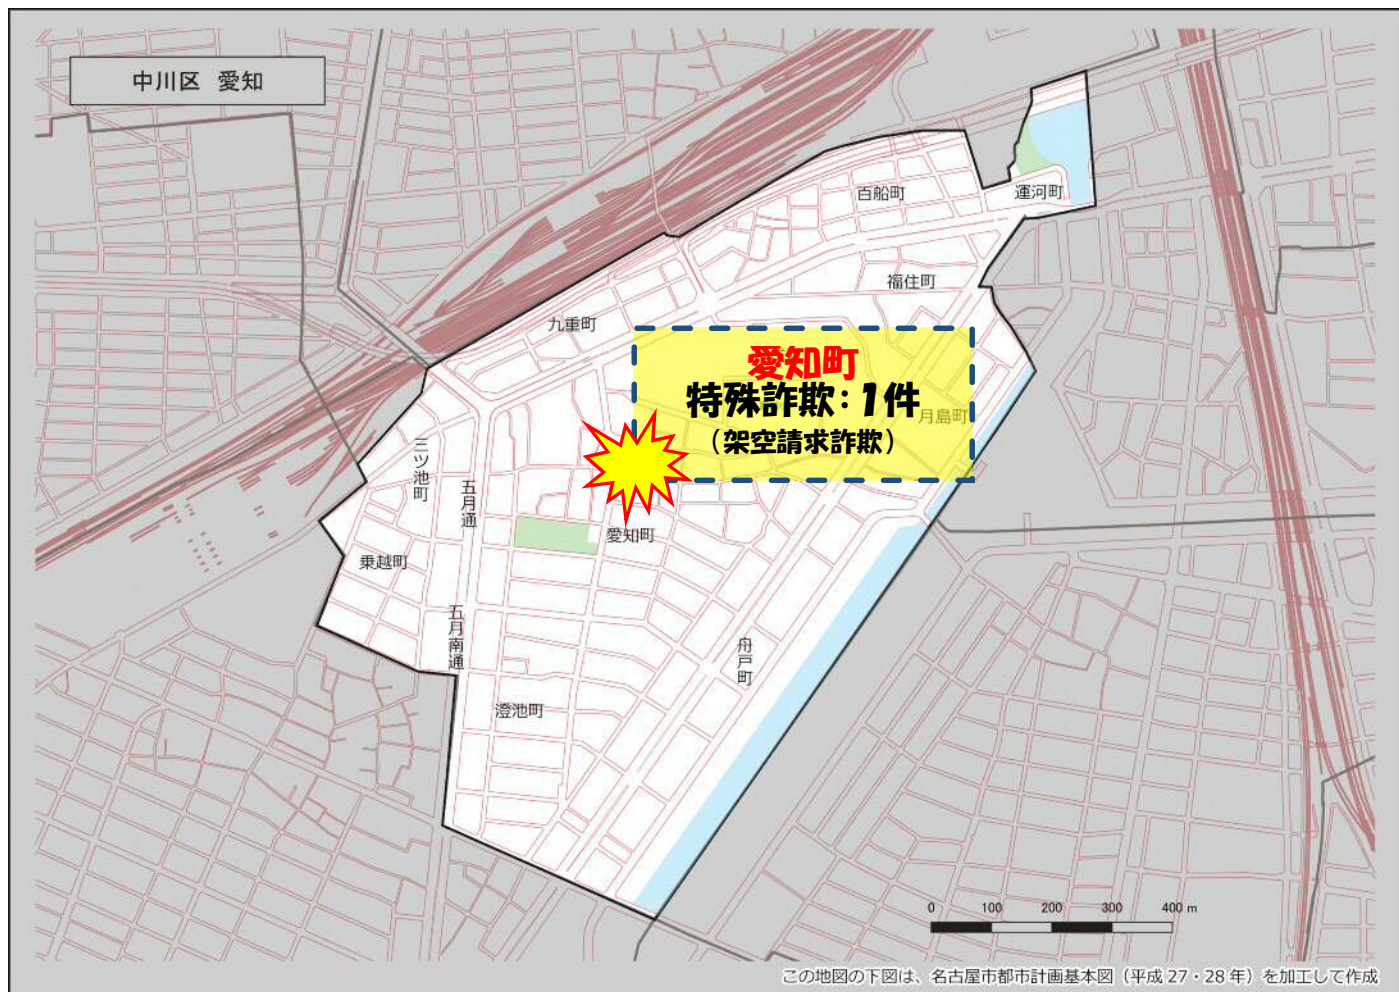 中川区 愛知
百船町
運河町
福住町
九重町
愛知町
特殊詐欺：1件
（架空請求詐欺）
月島町
三ツ池町
五月通
愛知町
乗越町
五月南通
舟戸町
澄池町
0 100 200 300 400 m
この地図の下図は、名古屋市都市計画基本図（平成 27・28 年）を加工して作成